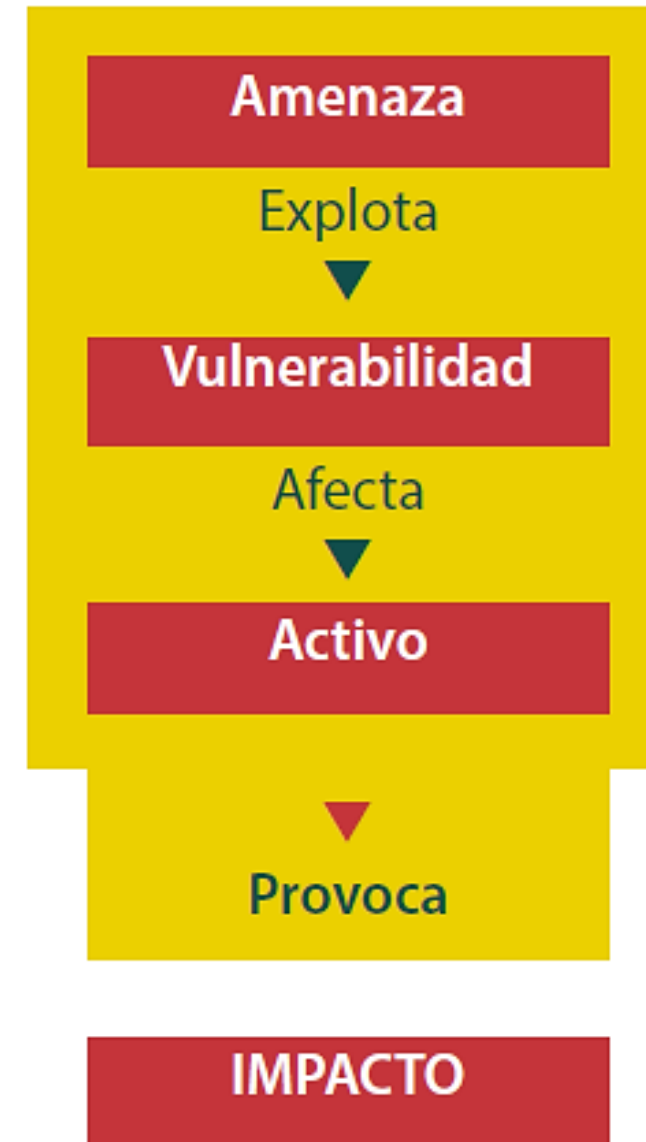 Amenaza
Explota
Vulnerabilidad
Afecta
Activo
Provoca
IMPACTO